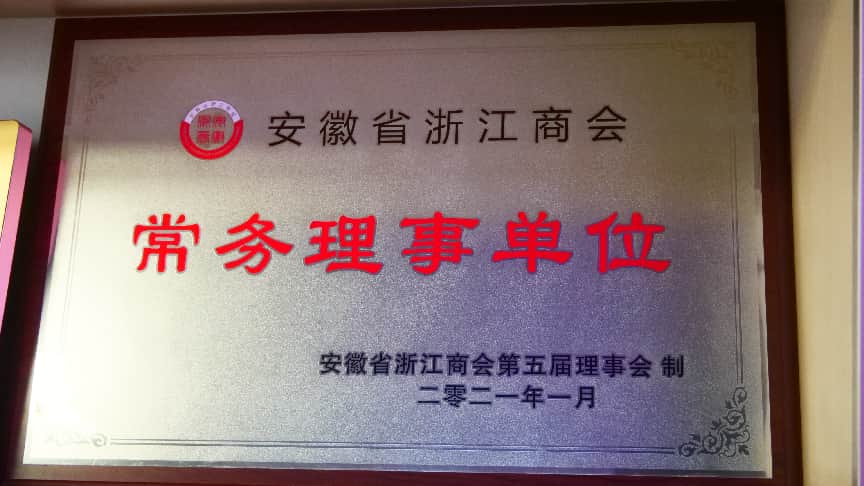 安徽省浙江商会
常务理事单位
安徽省浙江商会第五届理事会 制
二零二一年一月